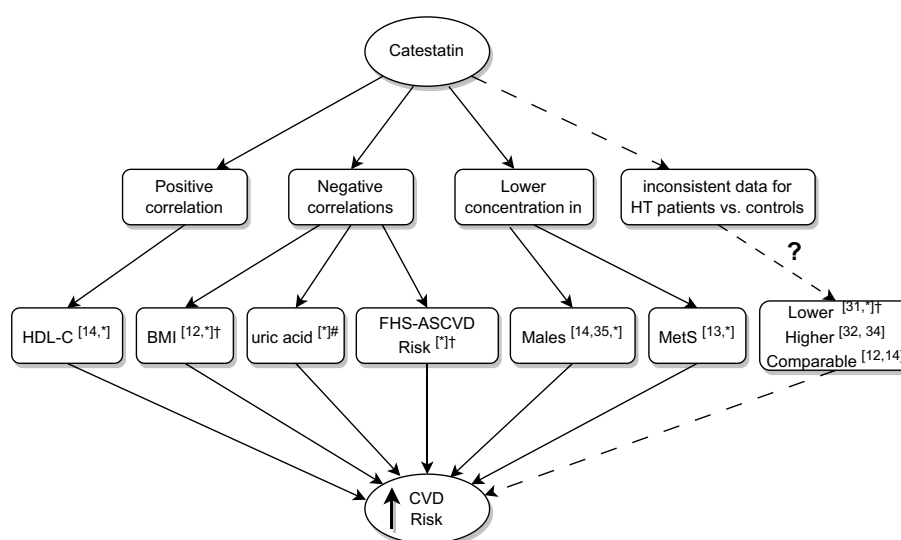 Catestatin
Positive
correlation
Negative
correlations
Lower
concentration in
inconsistent data for
HT patients vs. controls
?
HDL-C [14,*]
BMI [12,*]†
uric acid [*]#
FHS-ASCVD
Risk [*]†
Males [14,35,*]
MetS [13,*]
Lower [31,*]†
Higher [32, 34]
Comparable [12,14]
CVD
Risk